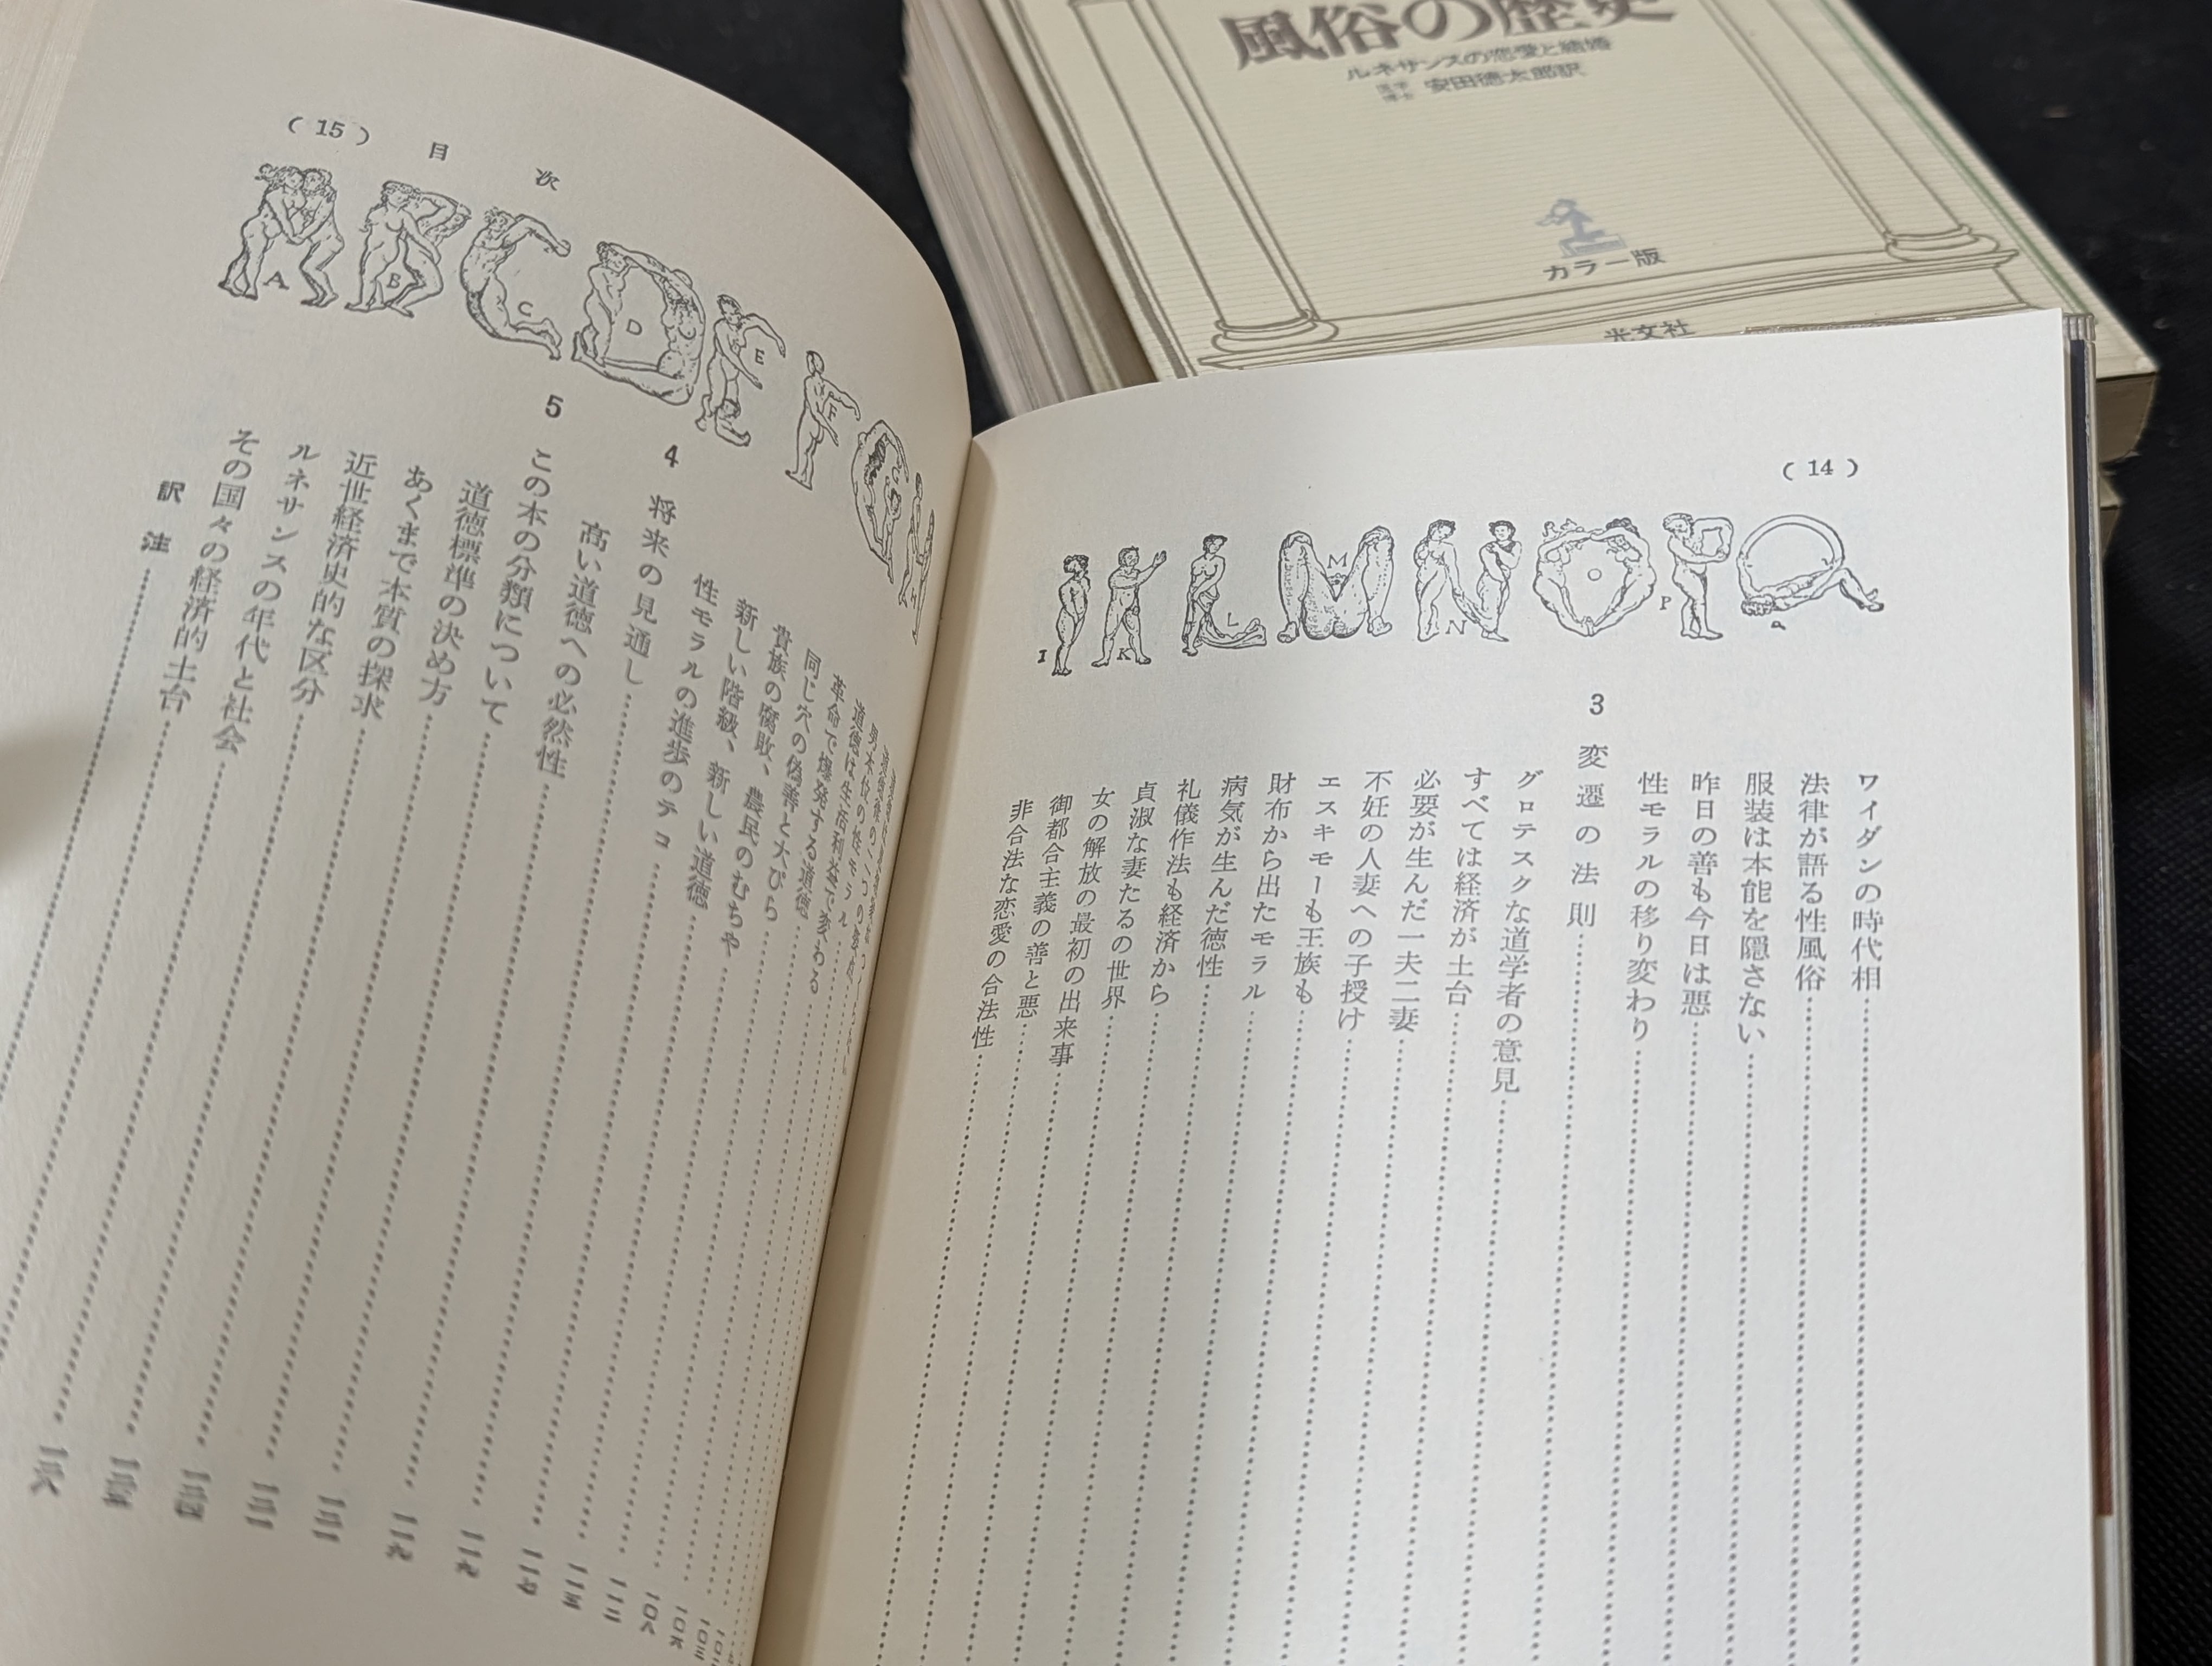 風俗の歴史
ルネサンスの恋愛と結婚
医学博士 安田徳太郎訳
カラー版
光文社
( 14 )
I K L M N O P Q
ワイダンの時代相
法律が語る性風俗
服装は本能を隠さない
昨日の善も今日は悪
性モラルの移り変わり
3 変遷の法則
グロテスクな道学者の意見
すべては経済が土台
必要が生んだ一夫二妻
不妊の人妻への子授け
エスキモーも王族も
財布から出たモラル
病気が生んだ徳性
礼儀作法も経済から
貞淑な妻たるの世界
女の解放の最初の出来事
御都合主義の善と悪
非合法な恋愛の合法性
( 15 ) 目次
A B C D E F G H
男本位の性モラル
道徳は生活利益で変わる
革命で爆発する道徳
同じ穴の偽善と大びら
貴族の腐敗、農民のむちゃ
新しい階級、新しい道徳
性モラルの進歩のテコ
4 将来の見通し
高い道徳への必然性
5 この本の分類について
道徳標準の決め方
あくまで本質の探求
近世経済史的な区分
ルネサンスの年代と社会
その国々の経済的土台
訳注